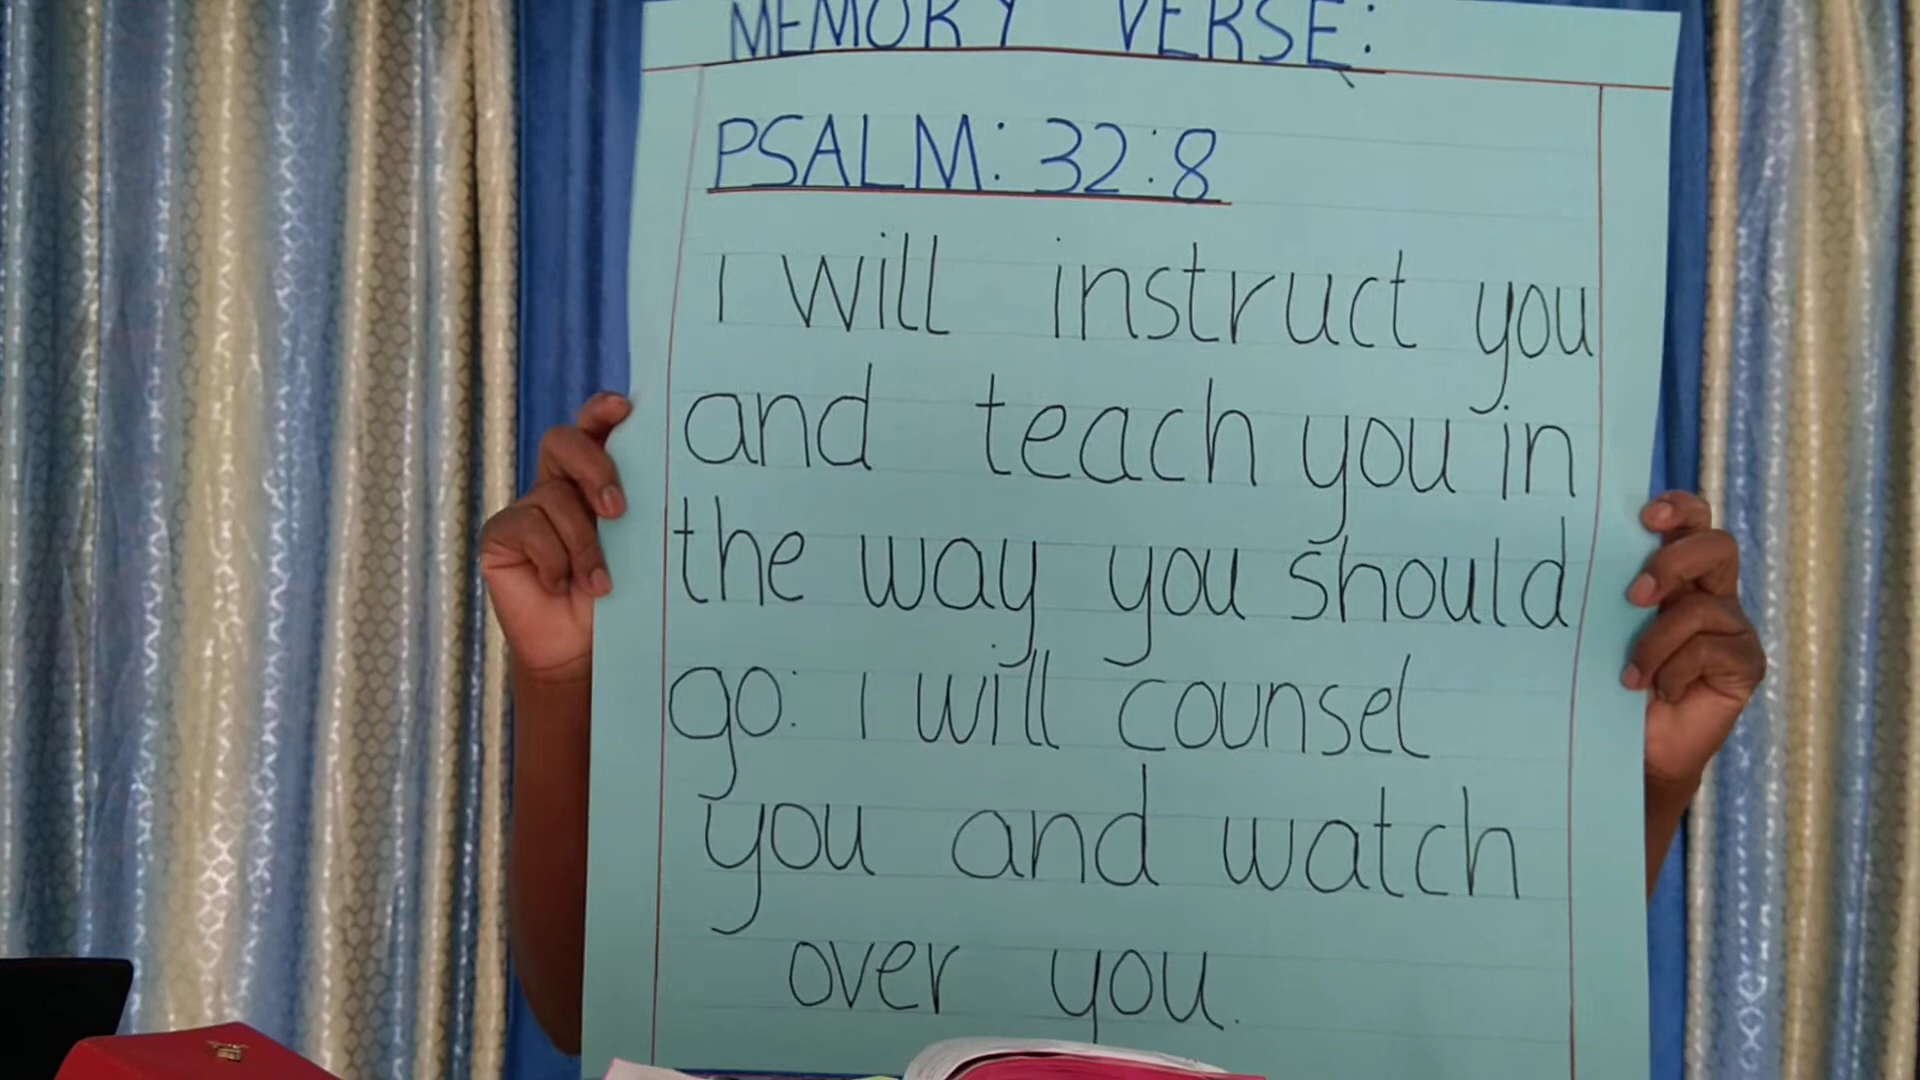 MEMORY VERSE:
PSALM: 32:8
I will instruct you
and teach you in
the way you should
go: I will counsel
you and watch
over you.